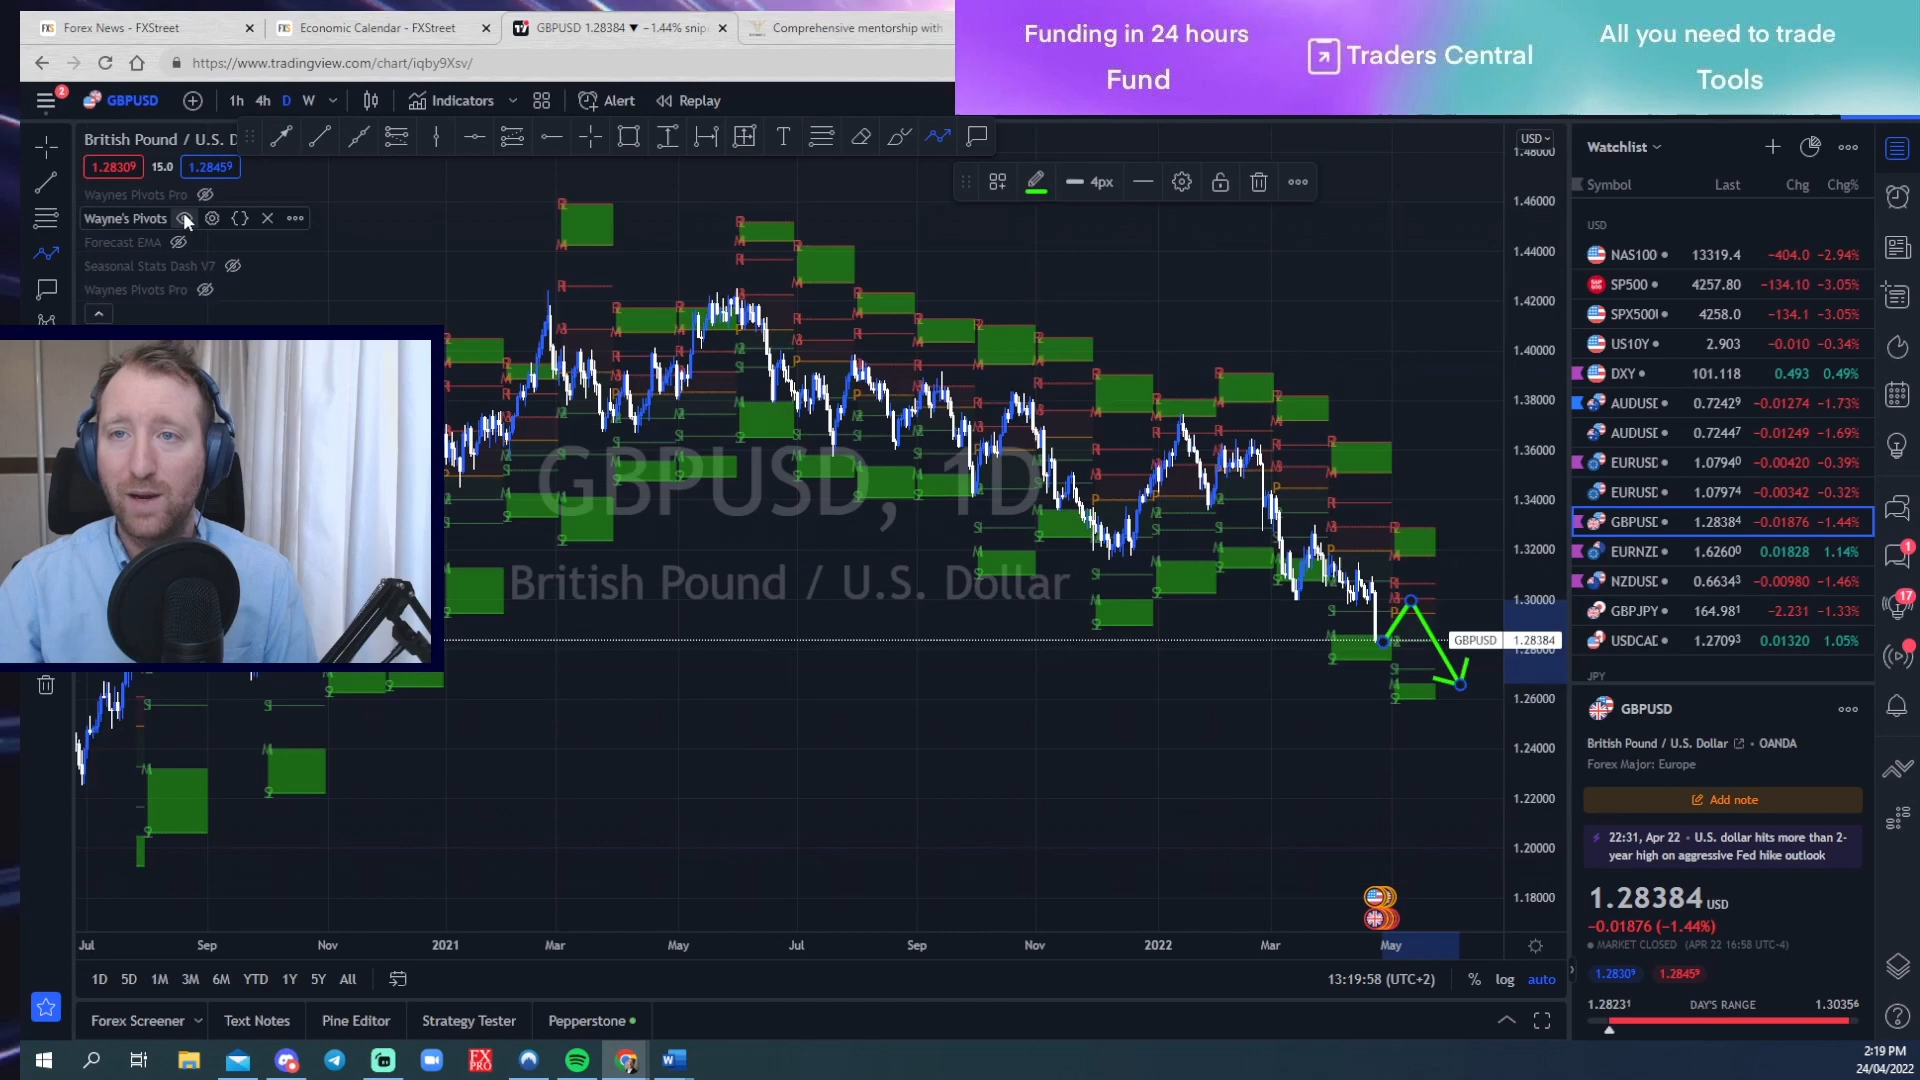 Forex News - FXStreet
Economic Calendar - FXStreet
GBPUSD 1.28384 ▼ −1.44% snip
Comprehensive mentorship with
Funding in 24 hours
Fund
Traders Central
All you need to trade
Tools
https://www.tradingview.com/chart/iqby9Xsv/
2
GBPUSD
1h 4h D W
Indicators
Alert
Replay
British Pound / U.S. D
1.28309 15.0 1.28459
Waynes Pivots Pro
Wayne's Pivots
Forecast EMA
Seasonal Stats Dash V7
Waynes Pivots Pro
4px
USD
1.48000
1.46000
1.44000
1.42000
1.40000
1.38000
1.36000
1.34000
1.32000
1.30000
1.28000
1.26000
1.24000
1.22000
1.20000
1.18000
GBPUSD, 1D
British Pound / U.S. Dollar
GBPUSD 1.28384
Jul Sep Nov 2021 Mar May Jul Sep Nov 2022 Mar May
1D 5D 1M 3M 6M YTD 1Y 5Y All
13:19:58 (UTC+2) % log auto
Forex Screener Text Notes Pine Editor Strategy Tester Pepperstone
Watchlist
Symbol Last Chg Chg%
USD
NAS100 13319.4 −404.0 −2.94%
SP500 4257.80 −134.10 −3.05%
SPX500 4258.0 −134.1 −3.05%
US10Y 2.903 −0.010 −0.34%
DXY 101.118 0.493 0.49%
AUDUSD 0.72429 −0.01274 −1.73%
AUDUSD 0.72447 −0.01249 −1.69%
EURUSD 1.07940 −0.00420 −0.39%
EURUSD 1.07974 −0.00342 −0.32%
GBPUSD 1.28384 −0.01876 −1.44%
EURNZD 1.62600 0.01828 1.14%
NZDUSD 0.66343 −0.00980 −1.46%
GBPJPY 164.981 −2.231 −1.33%
USDCAD 1.27093 0.01320 1.05%
JPY
GBPUSD
British Pound / U.S. Dollar • OANDA
Forex Major: Europe
Add note
22:31, Apr 22 • U.S. dollar hits more than 2-
year high on aggressive Fed hike outlook
1.28384 USD
−0.01876 (−1.44%)
MARKET CLOSED (APR 22 16:58 UTC-4)
1.28309 1.28459
1.28231 DAY'S RANGE 1.30356
1
17
FX
PRO
2:19 PM
24/04/2022